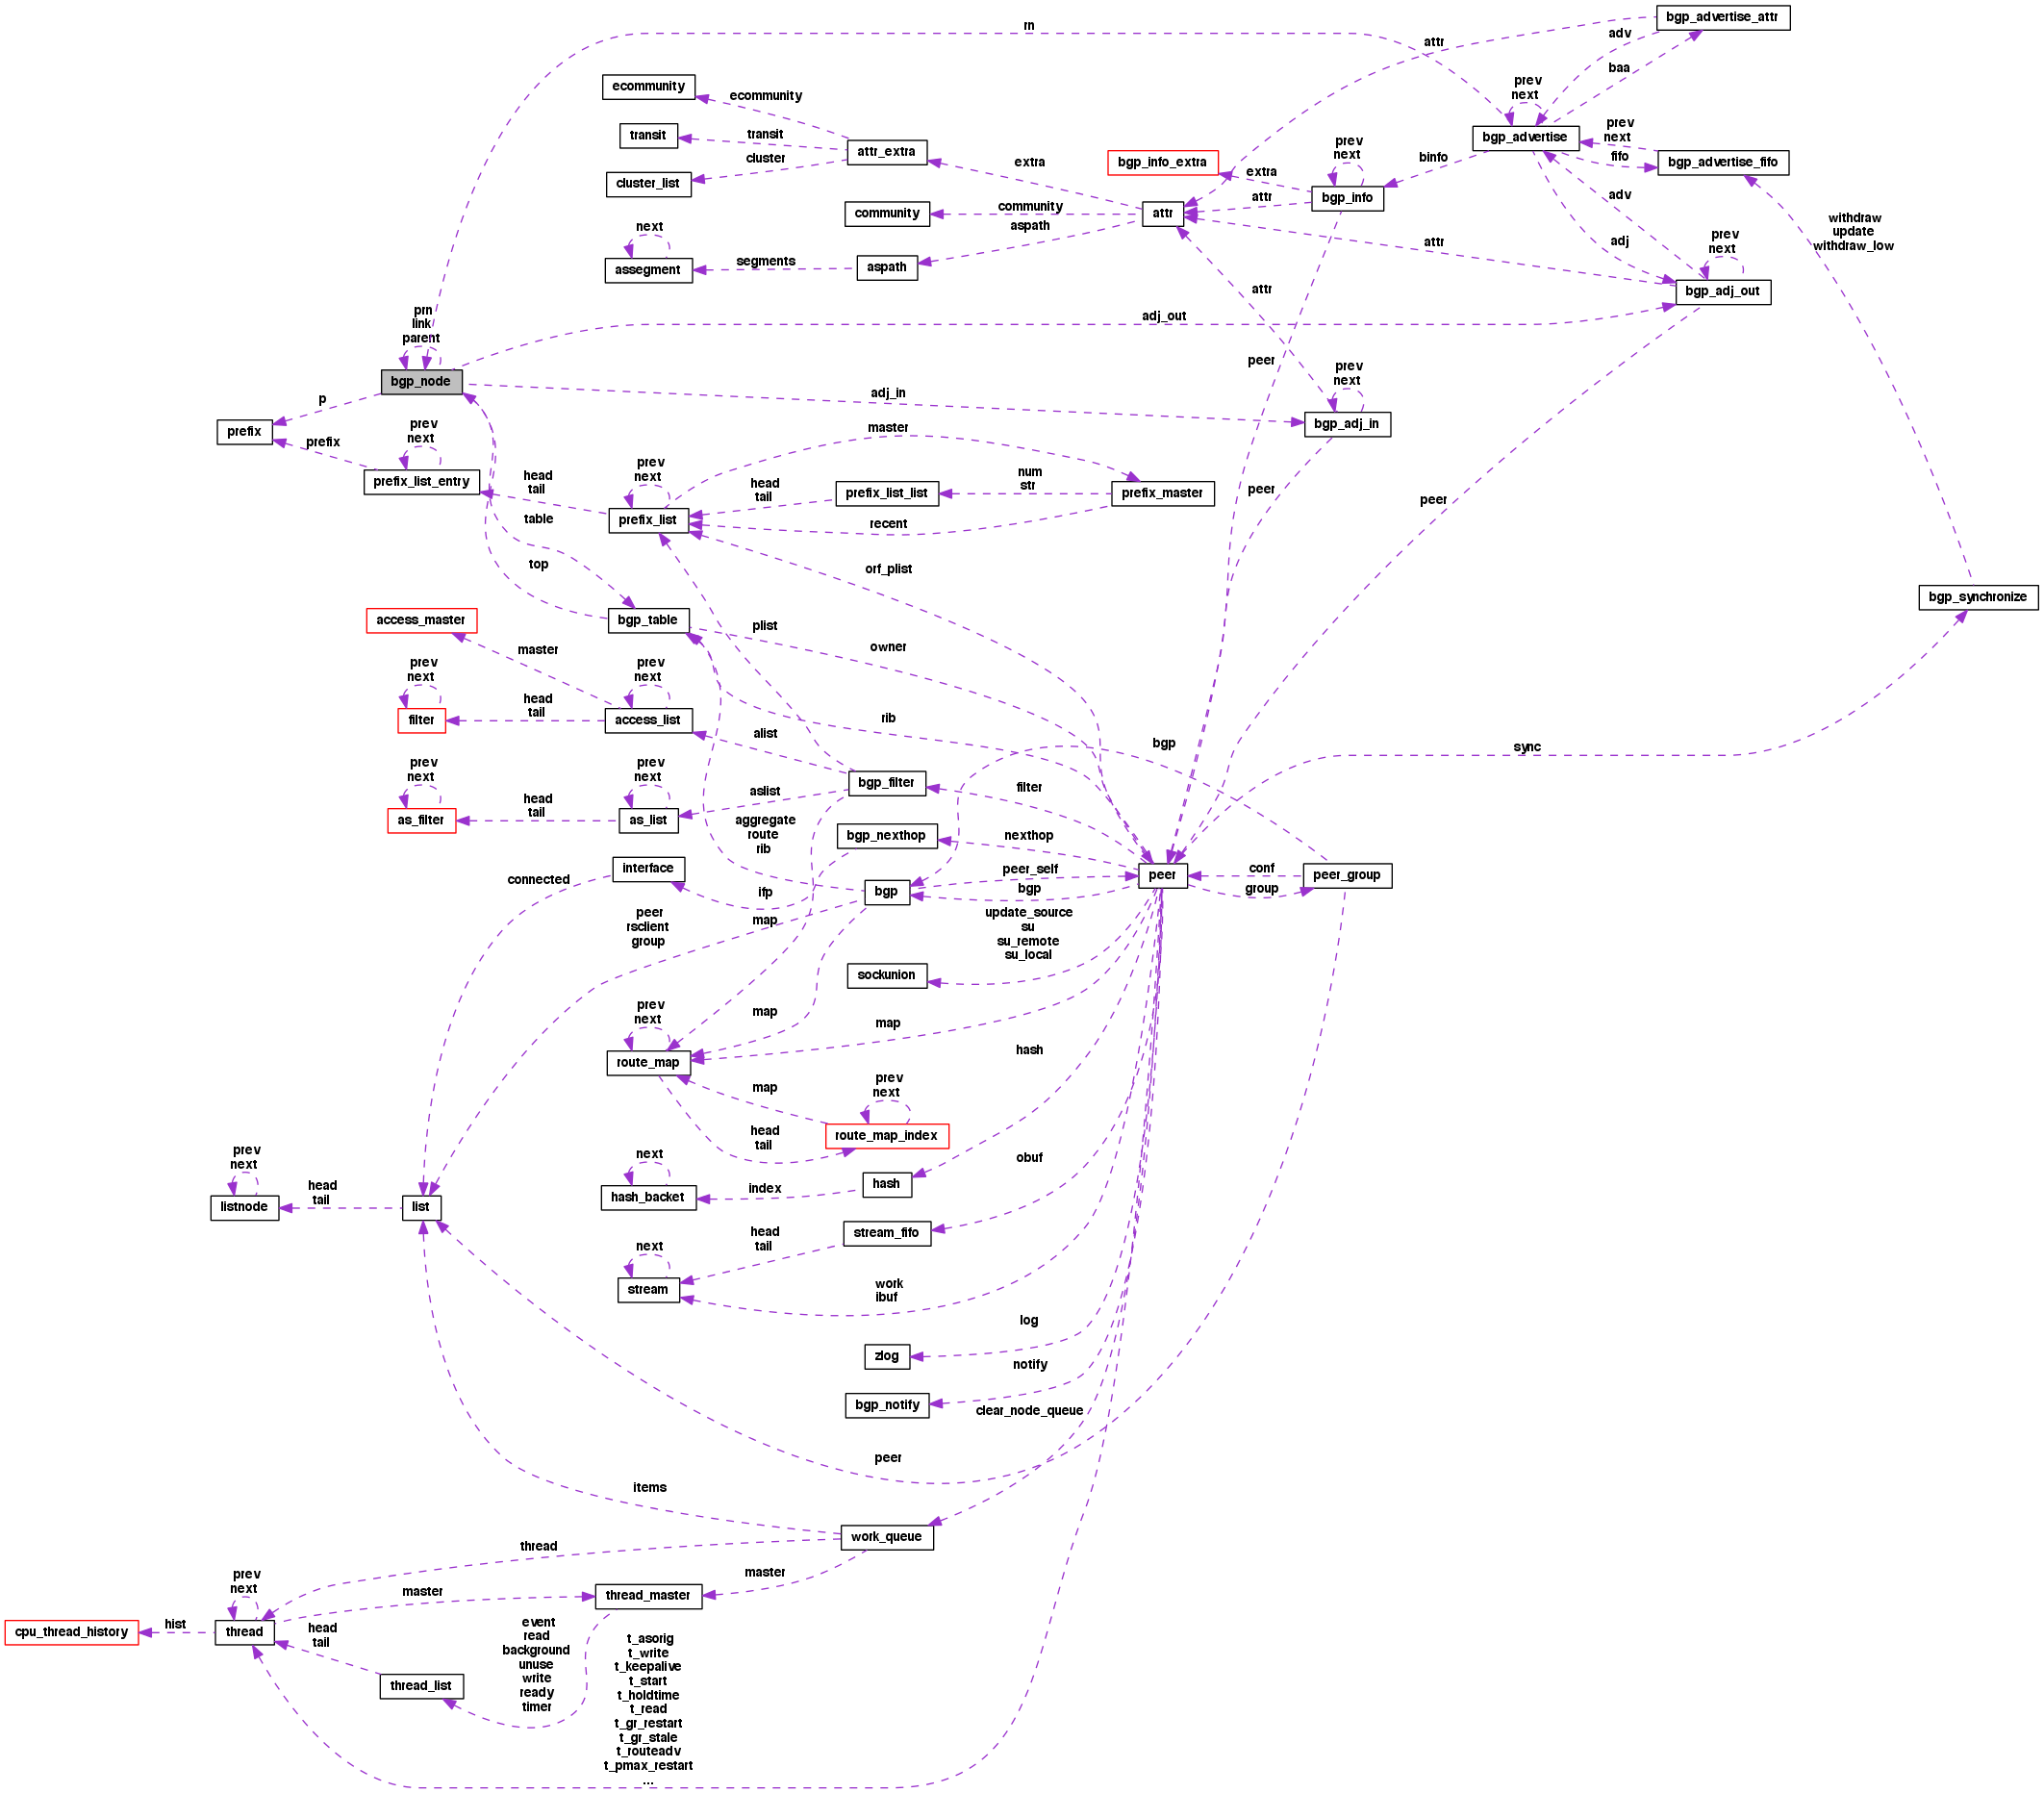 rn
bgp_advertise_attr
adv
attr
baa
ecommunity
ecommunity
prev
next
bgp_advertise
transit
transit
attr_extra
cluster
cluster_list
extra
bgp_info_extra
extra
prev
next
binfo
prev
next
fifo
bgp_advertise_fifo
bgp_info
attr
adv
community
community
attr
aspath
withdraw
update
withdraw_low
next
assegment
segments
aspath
attr
adj
prev
next
bgp_adj_out
attr
prn
link
parent
adj_out
bgp_node
peer
prev
next
adj_in
bgp_adj_in
p
prefix
prefix
prev
next
prefix_list_entry
head
tail
master
prev
next
prefix_list
head
tail
prefix_list_list
num
str
prefix_master
recent
peer
peer
table
top
orf_plist
bgp_synchronize
access_master
bgp_table
plist
owner
master
prev
next
filter
head
tail
prev
next
access_list
alist
rib
bgp
sync
prev
next
as_filter
head
tail
prev
next
as_list
aslist
bgp_filter
filter
aggregate
route
rib
bgp_nexthop
nexthop
connected
interface
ifp
bgp
peer_self
bgp
peer
conf
group
peer_group
peer
rsclient
group
map
update_source
su
su_remote
su_local
sockunion
prev
next
route_map
map
map
hash
map
prev
next
route_map_index
head
tail
prev
next
listnode
head
tail
list
next
hash_backet
index
hash
obuf
stream_fifo
head
tail
next
stream
work
ibuf
log
zlog
notify
bgp_notify
clear_node_queue
peer
items
work_queue
thread
master
prev
next
thread
master
thread_master
cpu_thread_history
hist
head
tail
thread_list
event
read
background
unuse
write
ready
timer
t_asorig
t_write
t_keepalive
t_start
t_holdtime
t_read
t_gr_restart
t_gr_stale
t_routeadv
t_pmax_restart
...